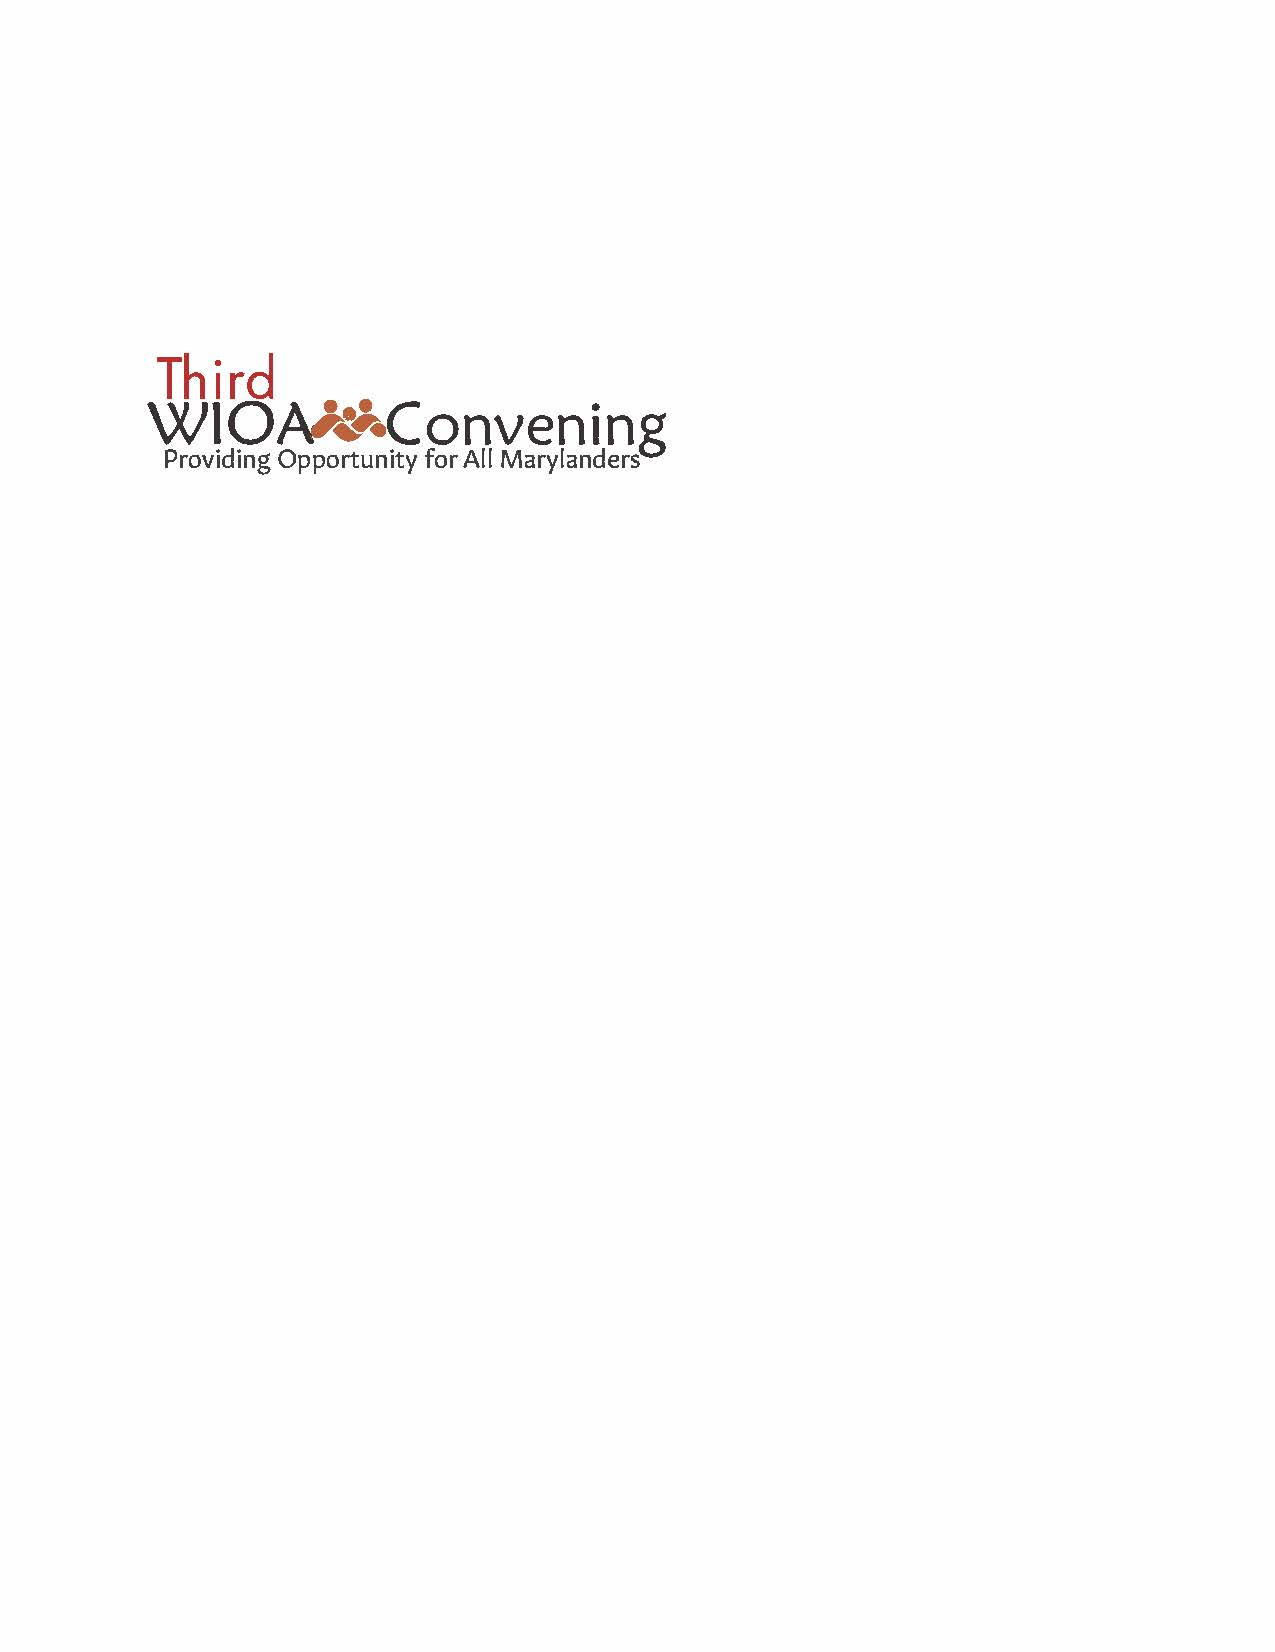 Third
WIOA Convening
Providing Opportunity for All Marylanders